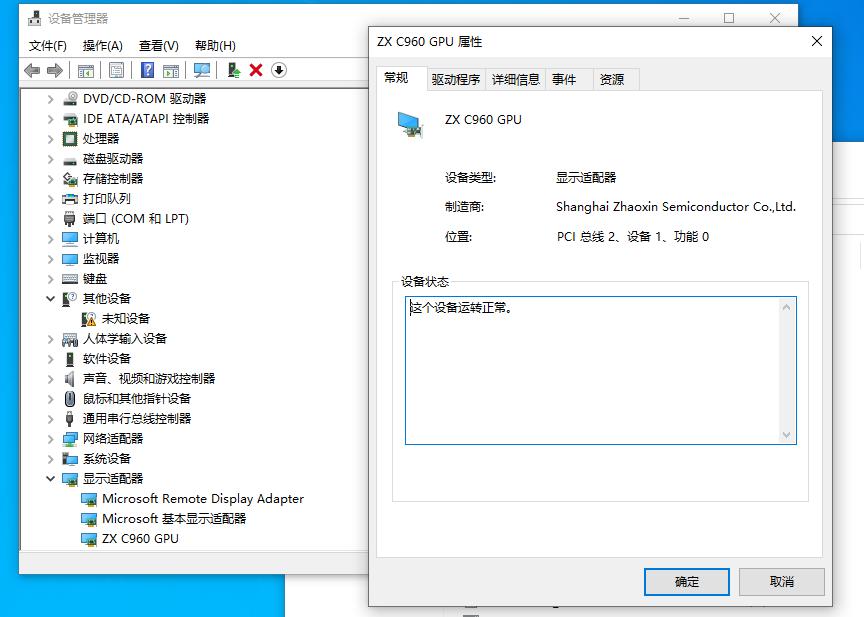 设备管理器
文件(F) 操作(A) 查看(V) 帮助(H)
DVD/CD-ROM 驱动器
IDE ATA/ATAPI 控制器
处理器
磁盘驱动器
存储控制器
打印队列
端口 (COM 和 LPT)
计算机
监视器
键盘
其他设备
未知设备
人体学输入设备
软件设备
声音、视频和游戏控制器
鼠标和其他指针设备
通用串行总线控制器
网络适配器
系统设备
显示适配器
Microsoft Remote Display Adapter
Microsoft 基本显示适配器
ZX C960 GPU
ZX C960 GPU 属性
常规 驱动程序 详细信息 事件 资源
ZX C960 GPU
设备类型: 显示适配器
制造商: Shanghai Zhaoxin Semiconductor Co.,Ltd.
位置: PCI 总线 2、设备 1、功能 0
设备状态
这个设备运转正常。
确定 取消